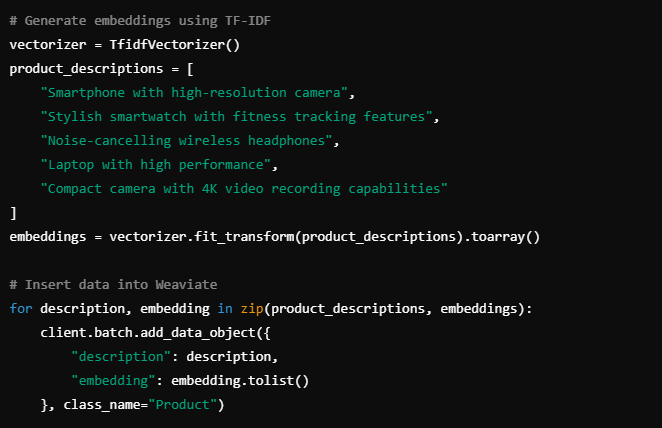 # Generate embeddings using TF-IDF
vectorizer = TfidfVectorizer()
product_descriptions = [
    "Smartphone with high-resolution camera",
    "Stylish smartwatch with fitness tracking features",
    "Noise-cancelling wireless headphones",
    "Laptop with high performance",
    "Compact camera with 4K video recording capabilities"
]
embeddings = vectorizer.fit_transform(product_descriptions).toarray()

# Insert data into Weaviate
for description, embedding in zip(product_descriptions, embeddings):
    client.batch.add_data_object({
        "description": description,
        "embedding": embedding.tolist()
    }, class_name="Product")